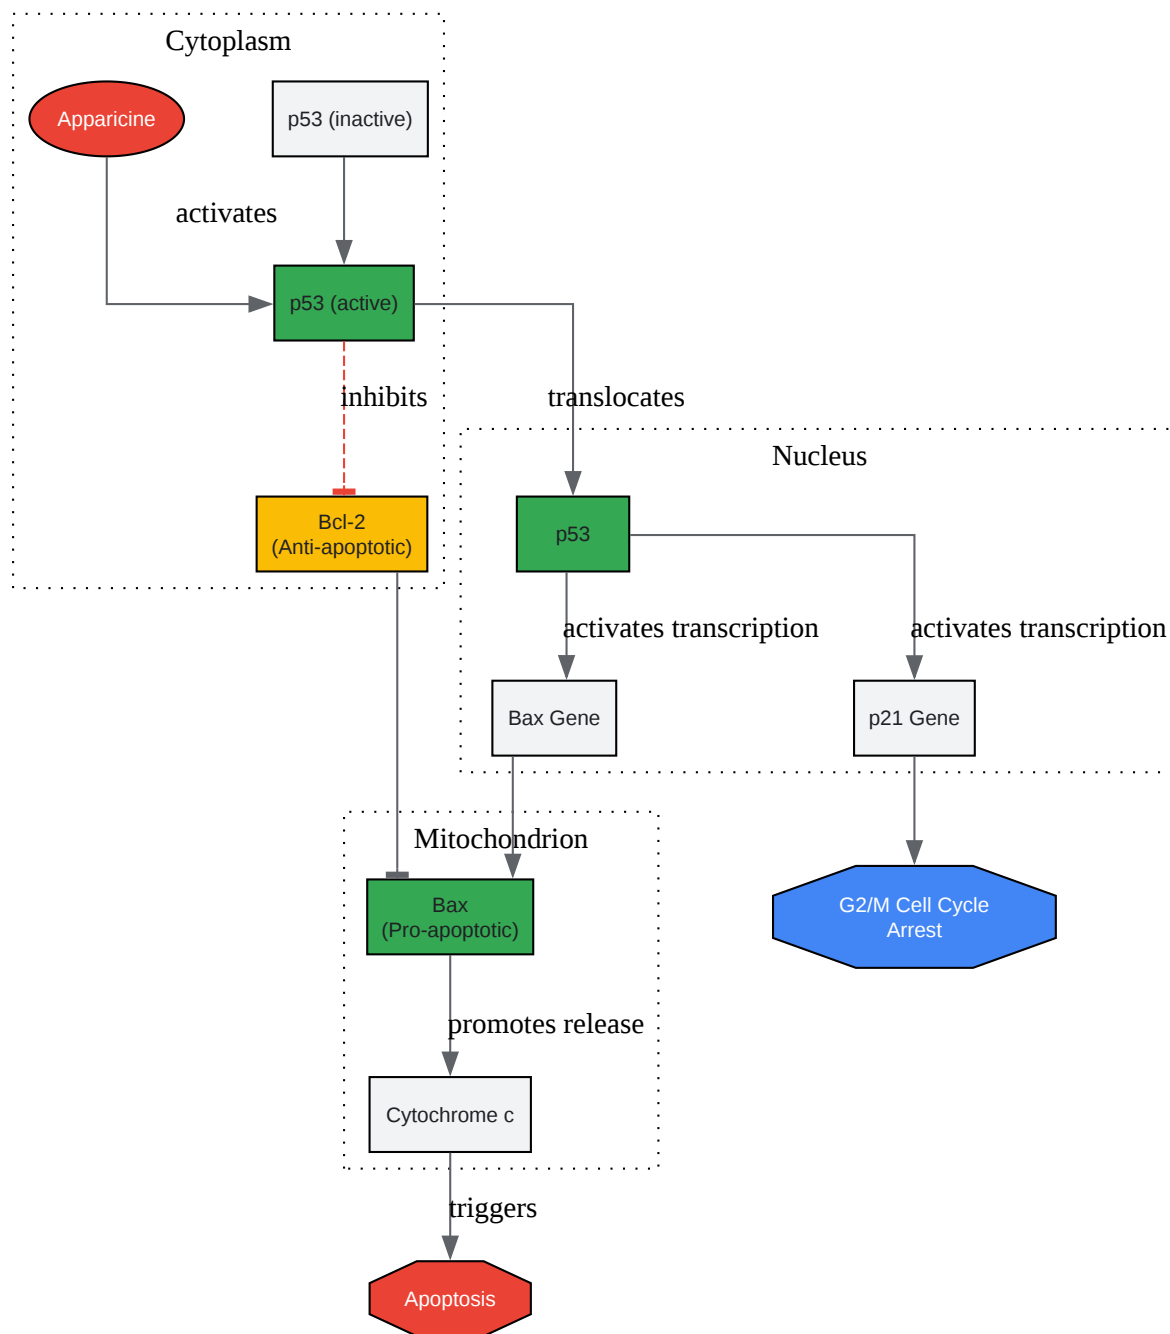 Cytoplasm
Apparicine
p53 (inactive)
activates
p53 (active)
inhibits
translocates
Nucleus
Bcl-2
(Anti-apoptotic)
p53
activates transcription
activates transcription
Bax Gene
p21 Gene
Mitochondrion
Bax
(Pro-apoptotic)
G2/M Cell Cycle
Arrest
promotes release
Cytochrome c
triggers
Apoptosis